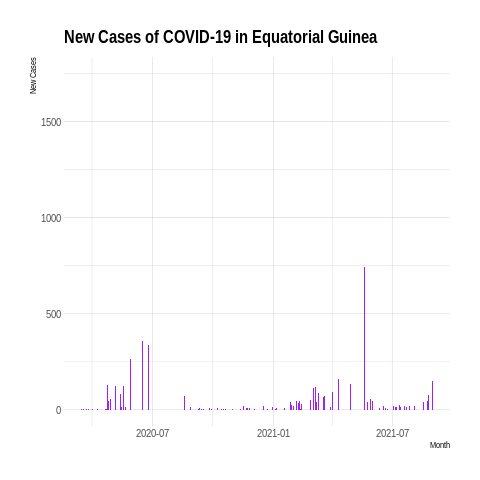 New Cases of COVID-19 in Equatorial Guinea
New Cases
1500
1000
500
0
2020-07 2021-01 2021-07
Month